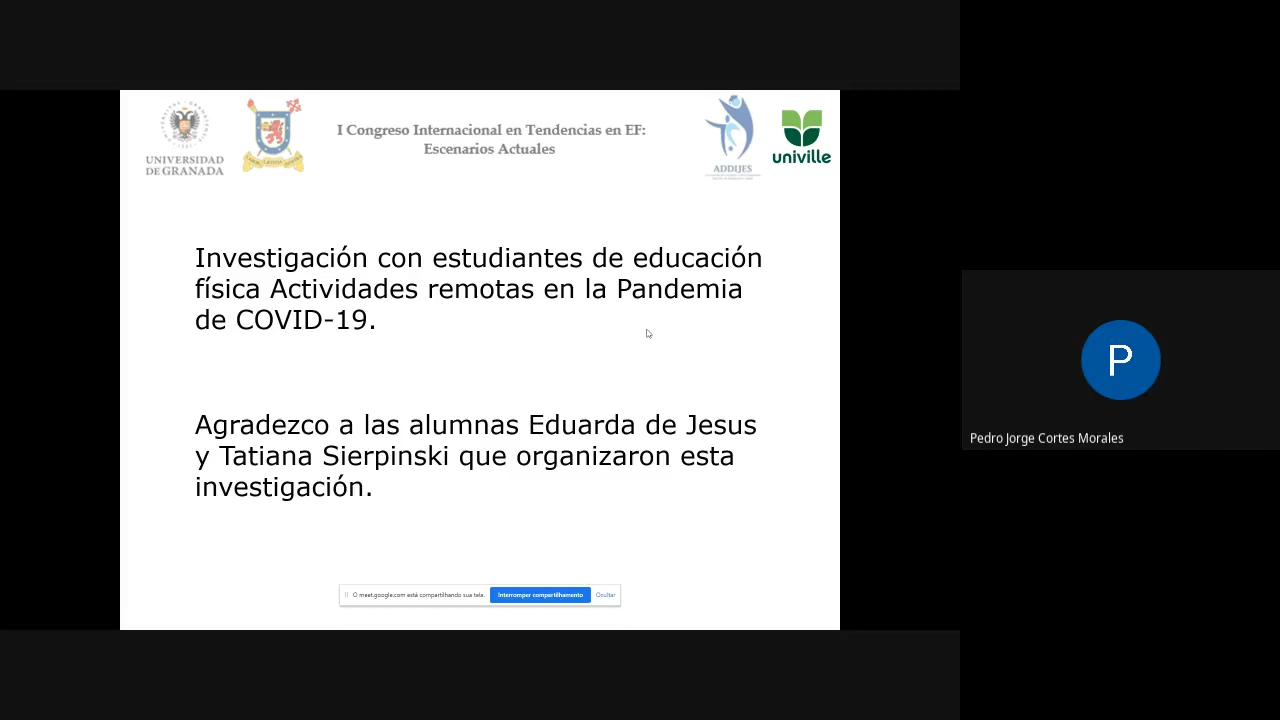 I Congreso Internacional en Tendencias en EF:
Escenarios Actuales
UNIVERSIDAD
DE GRANADA
ADDIJES
univille
Investigación con estudiantes de educación
física Actividades remotas en la Pandemia
de COVID-19.
Agradezco a las alumnas Eduarda de Jesus
y Tatiana Sierpinski que organizaron esta
investigación.
O meet.google.com está compartilhando sua tela.
Interromper compartilhamento
Ocultar
P
Pedro Jorge Cortes Morales